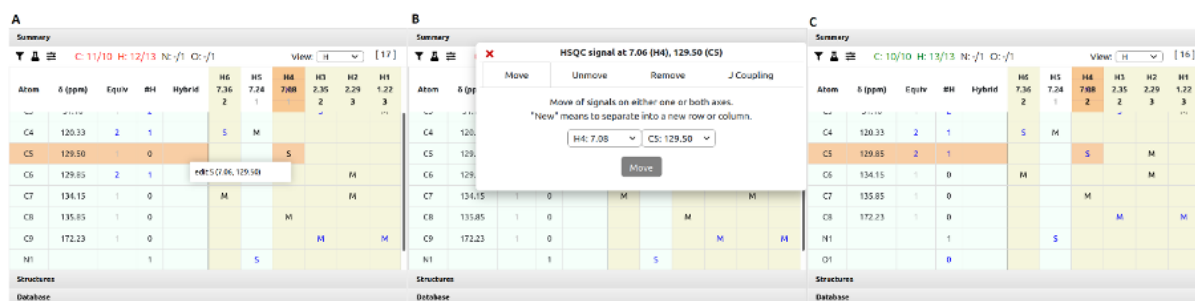 A
Summary
C: 11/10 H: 12/13 N:-/1 O:-/1 View: H [ 17 ]
Atom δ (ppm) Equiv #H Hybrid H6 7.36 2 H5 7.24 1 H4 7.08 1 H3 2.35 3 H2 2.29 3 H1 1.22 3
C4 120.33 2 1 S M
C5 129.50 1 0 S
edit S (7.06, 129.50)
C6 129.85 2 1 M
C7 134.15 1 0 M M
C8 135.85 1 0 M
C9 172.23 1 0 M M
N1 1 S
Structures
Database
B
Summary
HSQC signal at 7.06 (H4), 129.50 (C5)
Move Unmove Remove J Coupling
Move of signals on either one or both axes.
"New" means to separate into a new row or column.
H4: 7.08 C5: 129.50
Move
Atom δ (pp
C4 120.
C5 129.
C6 129.
C7 134.15 1 0 M M
C8 135.85 1 0 M
C9 172.23 1 0 M M
N1 1 S
Structures
Database
C
Summary
C: 10/10 H: 13/13 N:-/1 O:-/1 View: H [ 16 ]
Atom δ (ppm) Equiv #H Hybrid H6 7.36 2 H5 7.24 1 H4 7.08 2 H3 2.35 3 H2 2.29 3 H1 1.22 3
C4 120.33 2 1 S M
C5 129.85 2 1 S M
C6 134.15 1 0 M M
C7 135.85 1 0 M
C8 172.23 1 0 M M
N1 1 S
O1 0
Structures
Database